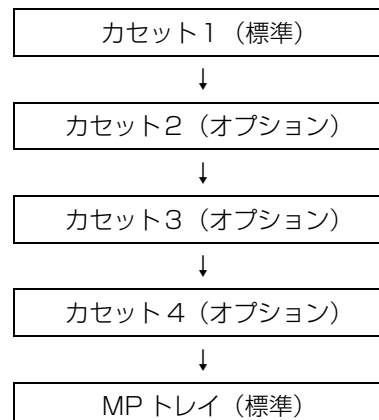 カセット1（標準）
↓
カセット2（オプション）
↓
カセット3（オプション）
↓
カセット4（オプション）
↓
MP トレイ（標準）